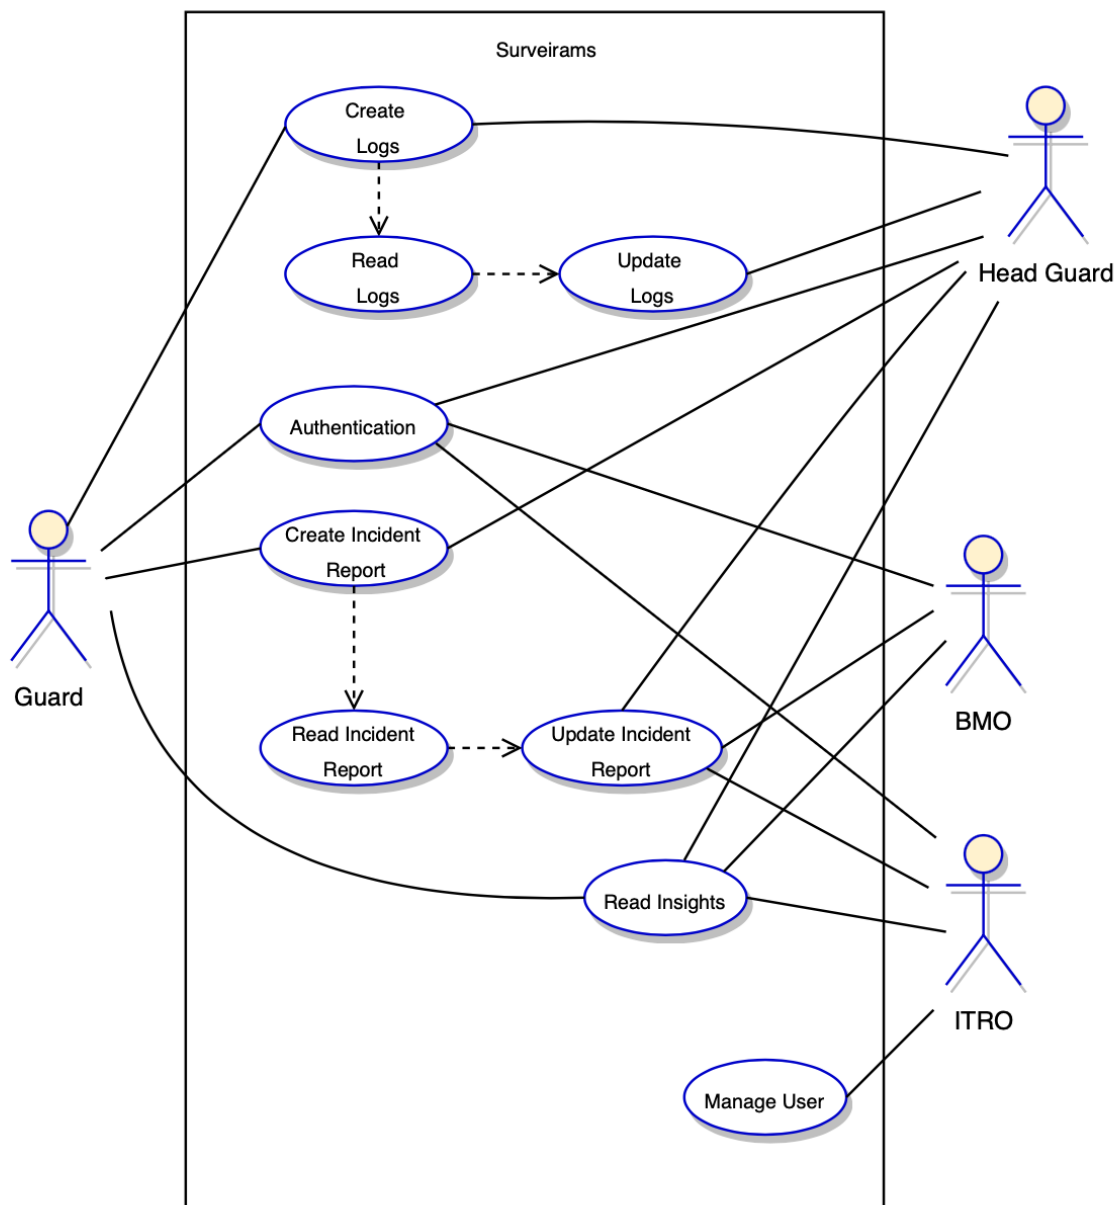 Surveirams
Create
Logs
Read
Logs
Update
Logs
Head Guard
Authentication
Create Incident
Report
Guard
BMO
Read Incident
Report
Update Incident
Report
Read Insights
ITRO
Manage User